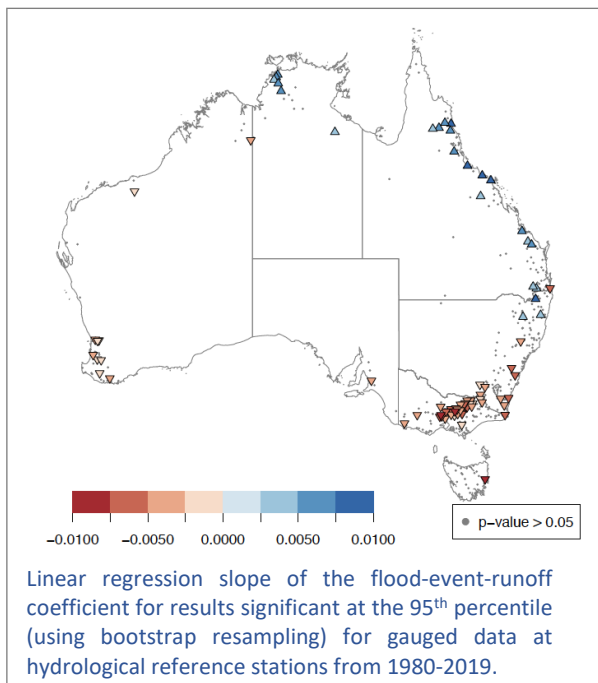 -0.0100
-0.0050
0.0000
0.0050
0.0100
p-value > 0.05
Linear regression slope of the flood-event-runoff
coefficient for results significant at the 95th percentile
(using bootstrap resampling) for gauged data at
hydrological reference stations from 1980-2019.